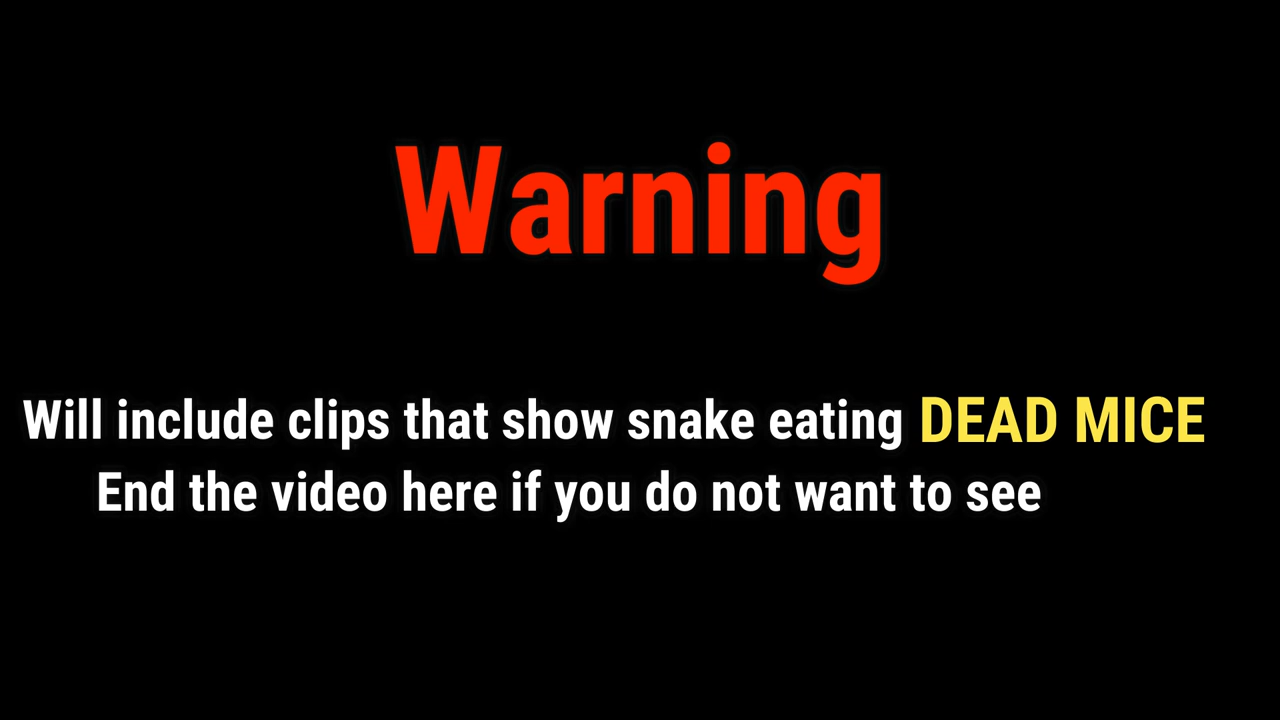 Warning
Will include clips that show snake eating DEAD MICE
End the video here if you do not want to see